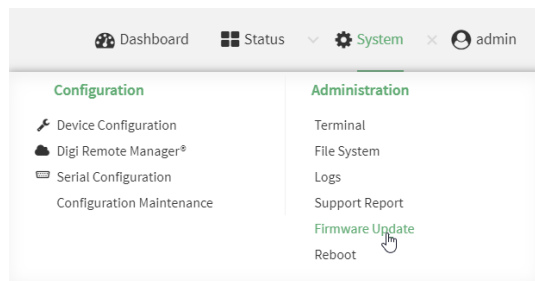 Dashboard Status System admin
Configuration
Device Configuration
Digi Remote Manager®
Serial Configuration
Configuration Maintenance
Administration
Terminal
File System
Logs
Support Report
Firmware Update
Reboot